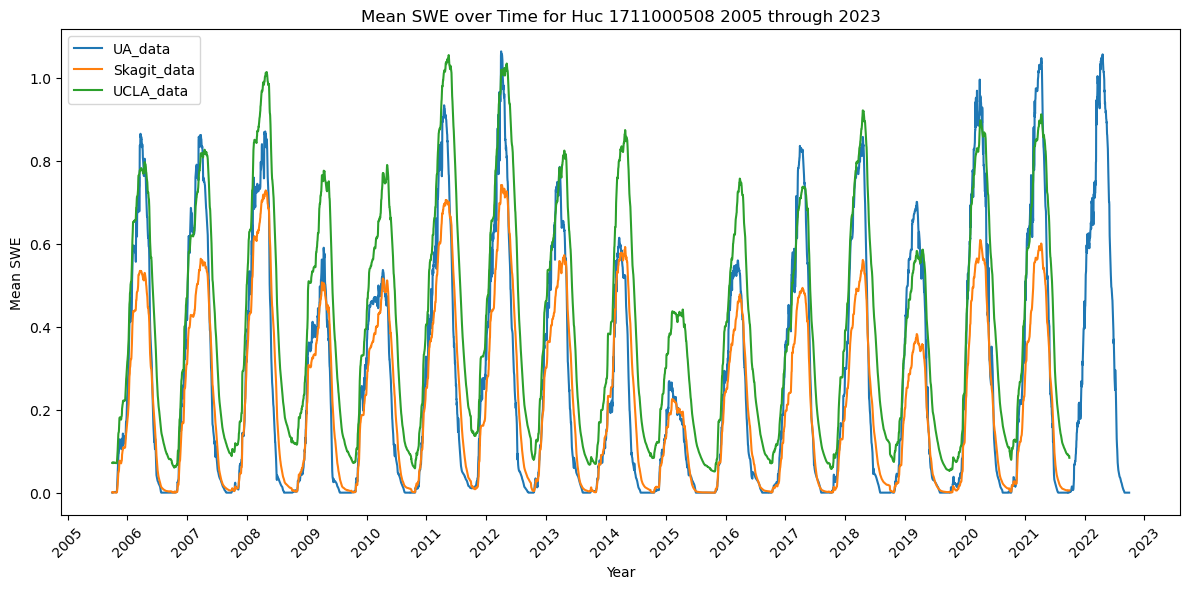 Mean SWE over Time for Huc 1711000508 2005 through 2023
UA_data
Skagit_data
UCLA_data
Mean SWE
1.0
0.8
0.6
0.4
0.2
0.0
2005 2006 2007 2008 2009 2010 2011 2012 2013 2014 2015 2016 2017 2018 2019 2020 2021 2022 2023
Year